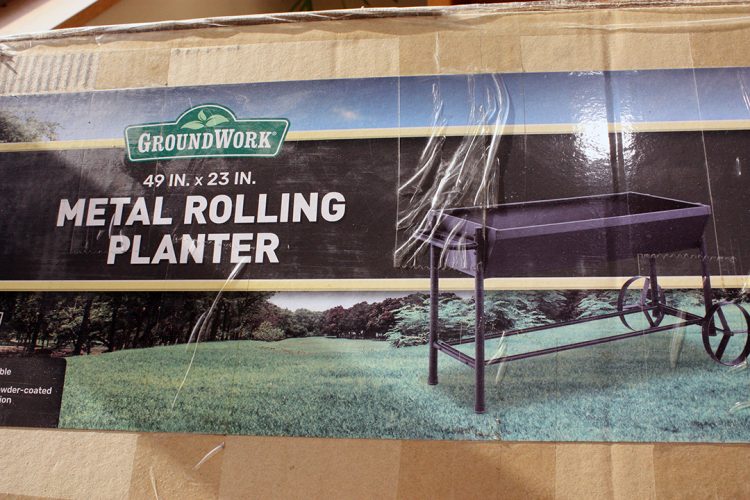 GROUNDWORK®
49 IN. x 23 IN.
METAL ROLLING
PLANTER